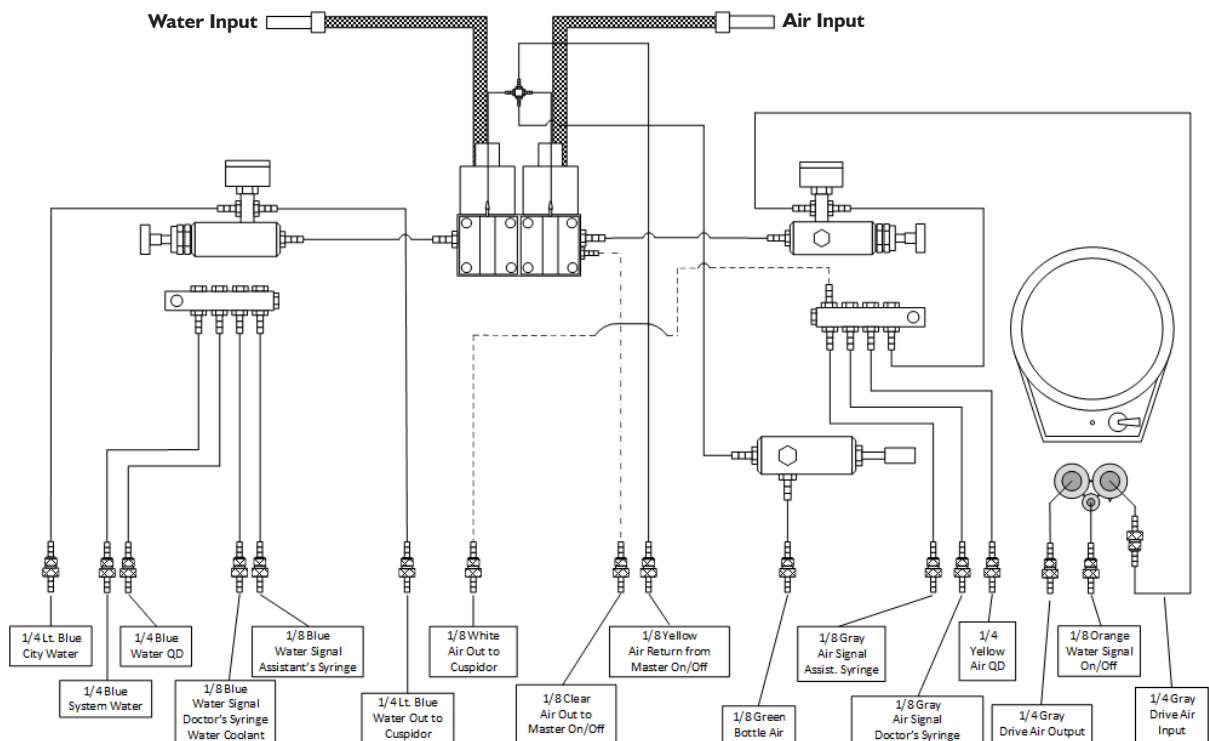 Water Input
Air Input
1/4 Lt. Blue
City Water
1/4 Blue
System Water
1/4 Blue
Water QD
1/8 Blue
Water Signal
Doctor's Syringe
Water Coolant
1/8 Blue
Water Signal
Assistant's Syringe
1/4 Lt. Blue
Water Out to
Cuspidor
1/8 White
Air Out to
Cuspidor
1/8 Clear
Air Out to
Master On/Off
1/8 Yellow
Air Return from
Master On/Off
1/8 Green
Bottle Air
1/8 Gray
Air Signal
Assist. Syringe
1/8 Gray
Air Signal
Doctor's Syringe
1/4
Yellow
Air QD
1/4 Gray
Drive Air Output
1/8 Orange
Water Signal
On/Off
1/4 Gray
Drive Air
Input